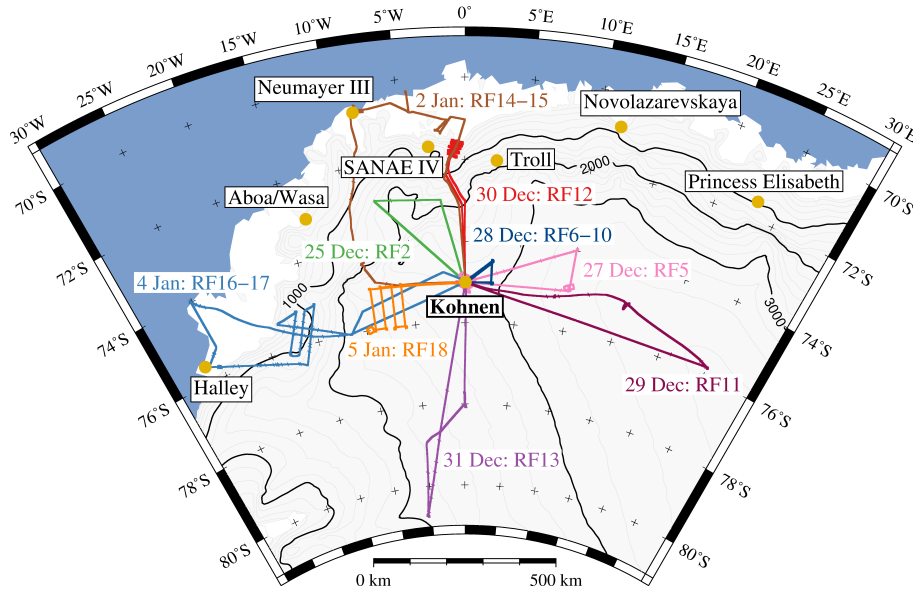 30˚W
25˚W
20˚W
15˚W
10˚W
5˚W
0˚
5˚E
10˚E
15˚E
20˚E
25˚E
30˚E
Neumayer III
2 Jan: RF14−15
Novolazarevskaya
SANAE IV
Troll
2000
Princess Elisabeth
70˚S
70˚S
Aboa/Wasa
30 Dec: RF12
28 Dec: RF6−10
25 Dec: RF2
27 Dec: RF5
72˚S
72˚S
4 Jan: RF16−17
1000
Kohnen
3000
74˚S
74˚S
5 Jan: RF18
Halley
29 Dec: RF11
76˚S
76˚S
31 Dec: RF13
78˚S
78˚S
80˚S
80˚S
0 km
500 km